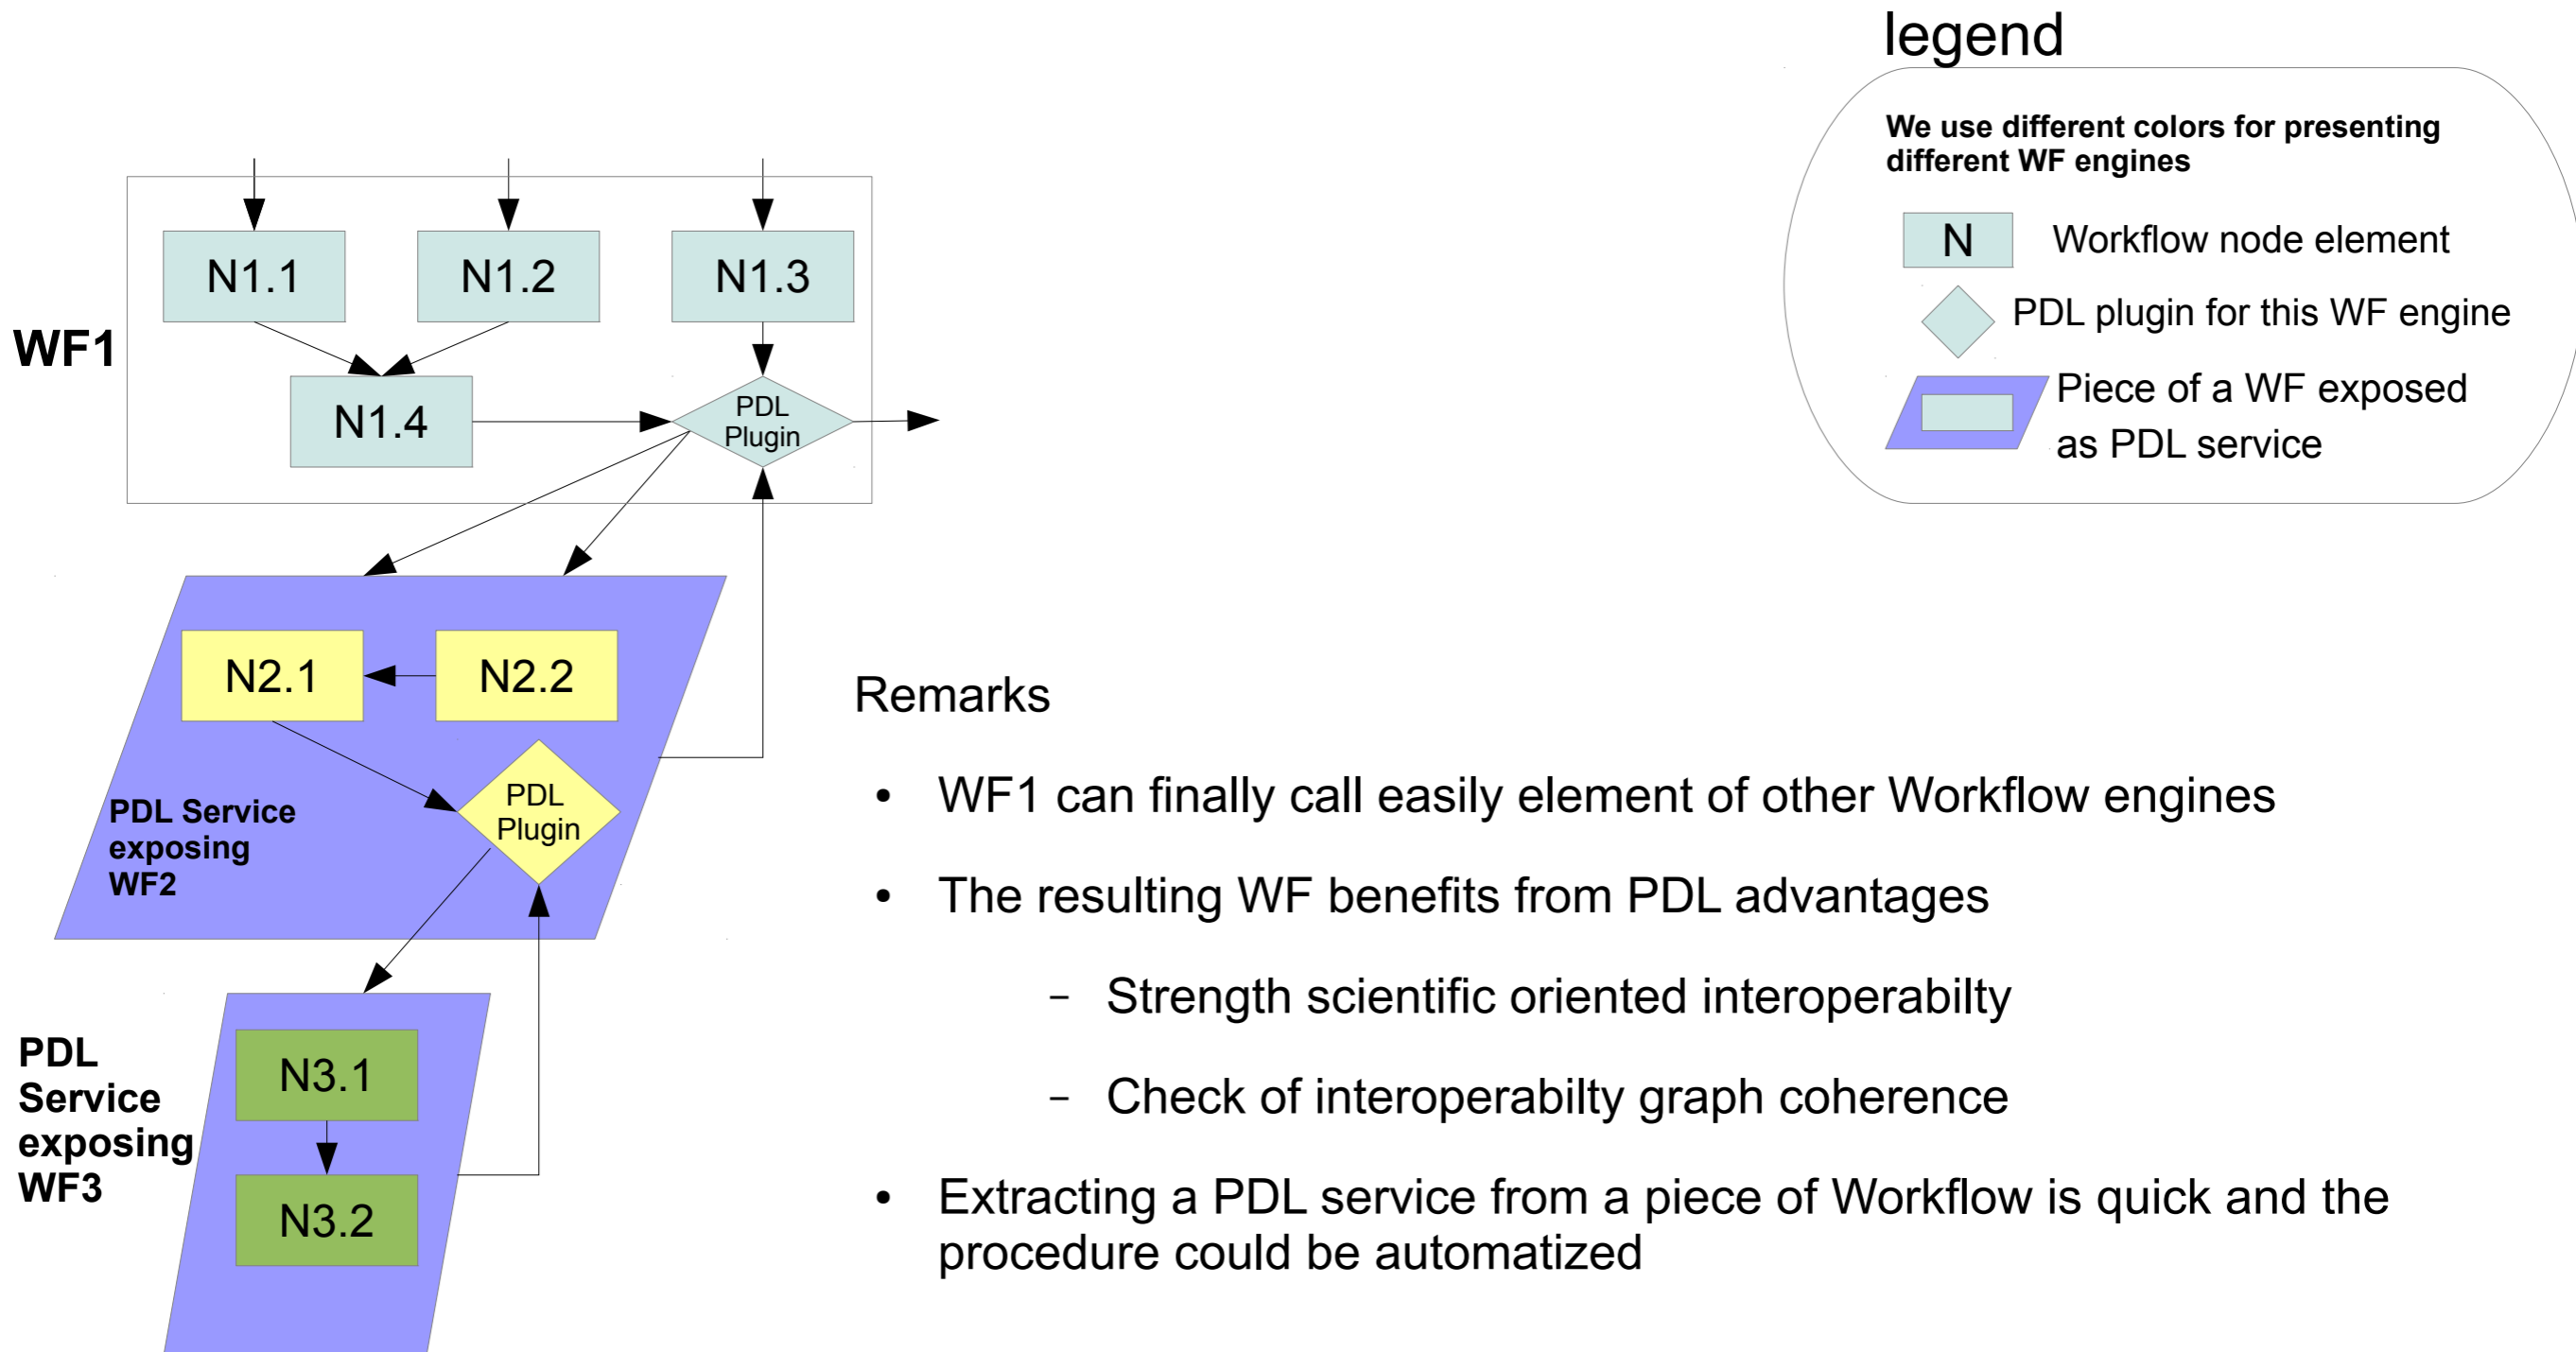 legend
We use different colors for presenting
different WF engines
N
Workflow node element
PDL plugin for this WF engine
Piece of a WF exposed
as PDL service
WF1
N1.1
N1.2
N1.3
N1.4
PDL
Plugin
N2.1
N2.2
PDL
Plugin
PDL Service
exposing
WF2
PDL
Service
exposing
WF3
N3.1
N3.2
Remarks
• WF1 can finally call easily element of other Workflow engines
• The resulting WF benefits from PDL advantages
– Strength scientific oriented interoperabilty
– Check of interoperabilty graph coherence
• Extracting a PDL service from a piece of Workflow is quick and the
procedure could be automatized